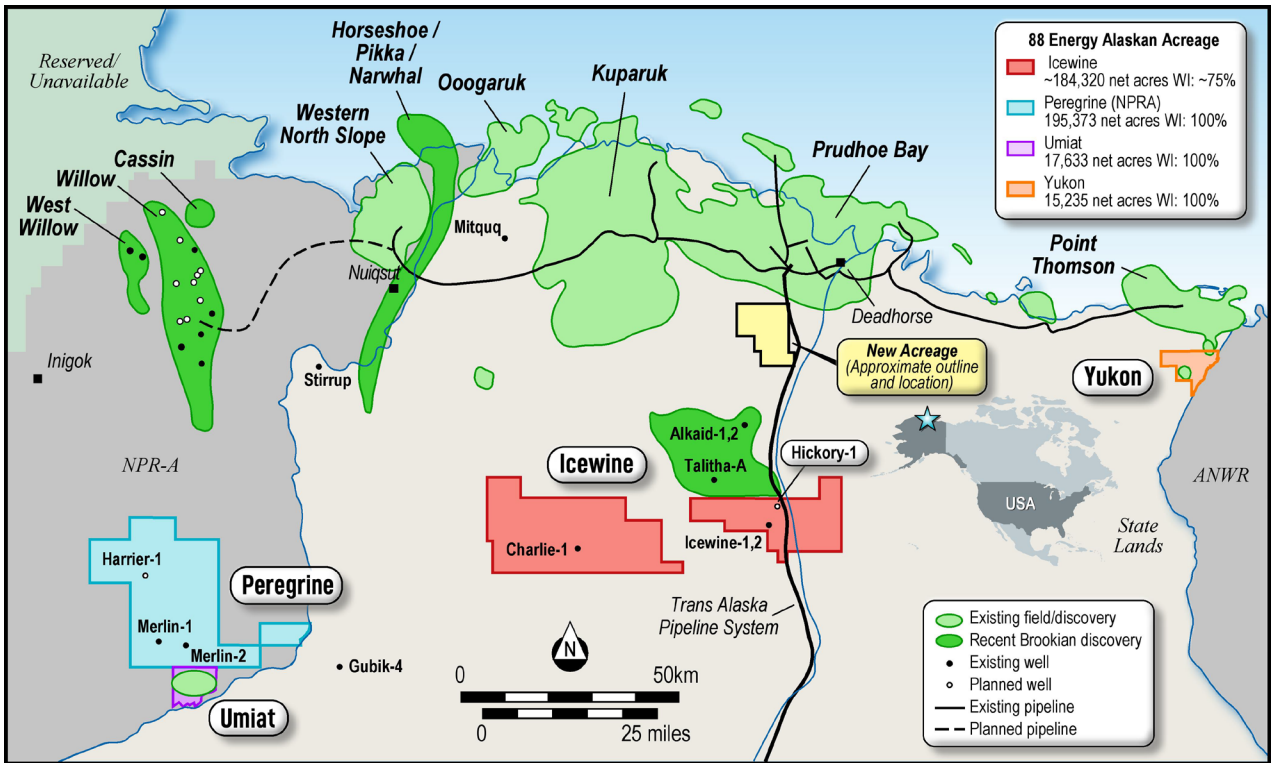 Reserved/
Unavailable
Horseshoe /
Pikka /
Narwhal
Ooogaruk
Kuparuk
Western
North Slope
Cassin
Willow
West
Willow
Prudhoe Bay
Point
Thomson
88 Energy Alaskan Acreage
Icewine
~184,320 net acres WI: ~75%
Peregrine (NPRA)
195,373 net acres WI: 100%
Umiat
17,633 net acres WI: 100%
Yukon
15,235 net acres WI: 100%
Mitquq
Nuiqsut
Deadhorse
Inigok
Stirrup
New Acreage
(Approximate outline
and location)
Yukon
NPR-A
Icewine
Alkaid-1,2
Talitha-A
Hickory-1
Charlie-1
Icewine-1,2
USA
ANWR
State
Lands
Harrier-1
Peregrine
Merlin-1
Merlin-2
Gubik-4
Umiat
Trans Alaska
Pipeline System
N
0
50km
0
25 miles
Existing field/discovery
Recent Brookian discovery
Existing well
Planned well
Existing pipeline
Planned pipeline